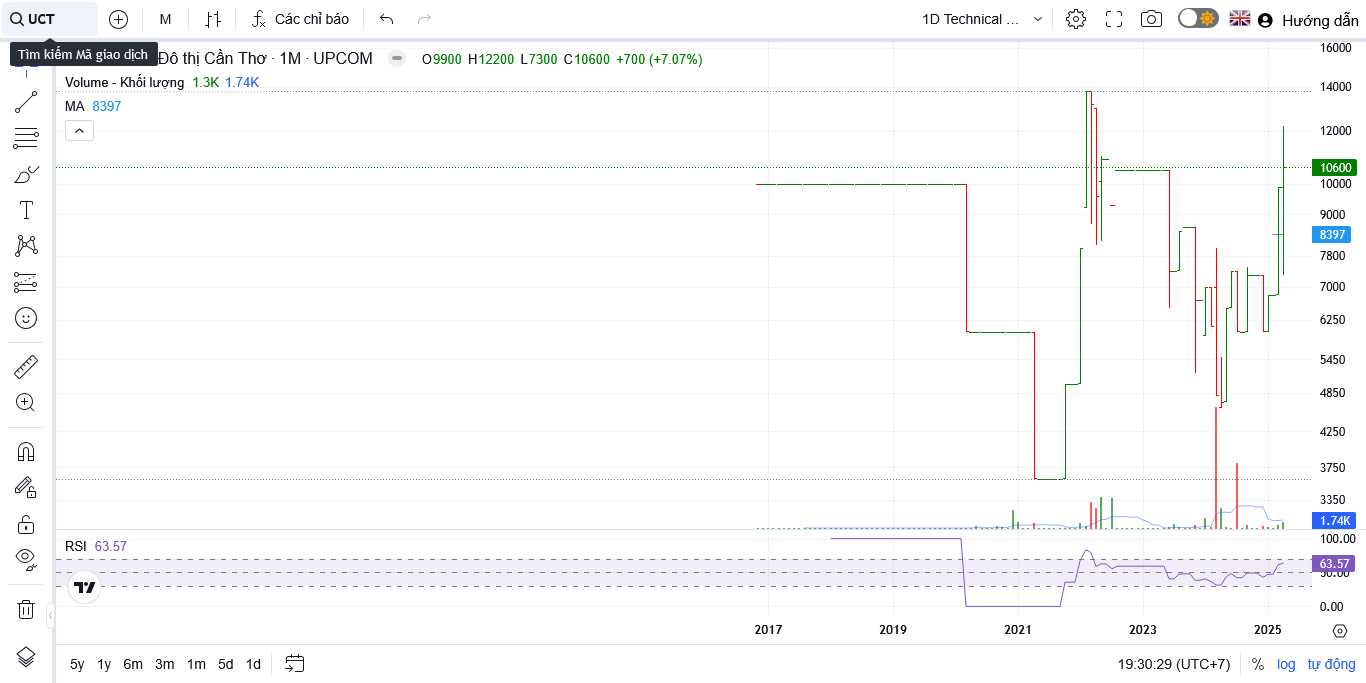 UCT
M
Các chỉ báo
1D Technical ...
Hướng dẫn
Tìm kiếm Mã giao dịch
Đô thị Cần Thơ · 1M · UPCOM
O9900 H12200 L7300 C10600 +700 (+7.07%)
Volume - Khối lượng 1.3K 1.74K
MA 8397
16000
14000
12000
10600
10000
9000
8397
7800
7000
6250
5450
4850
4250
3750
3350
1.74K
RSI 63.57
100.00
63.57
50.00
0.00
2017 2019 2021 2023 2025
5y 1y 6m 3m 1m 5d 1d
19:30:29 (UTC+7) % log tự động